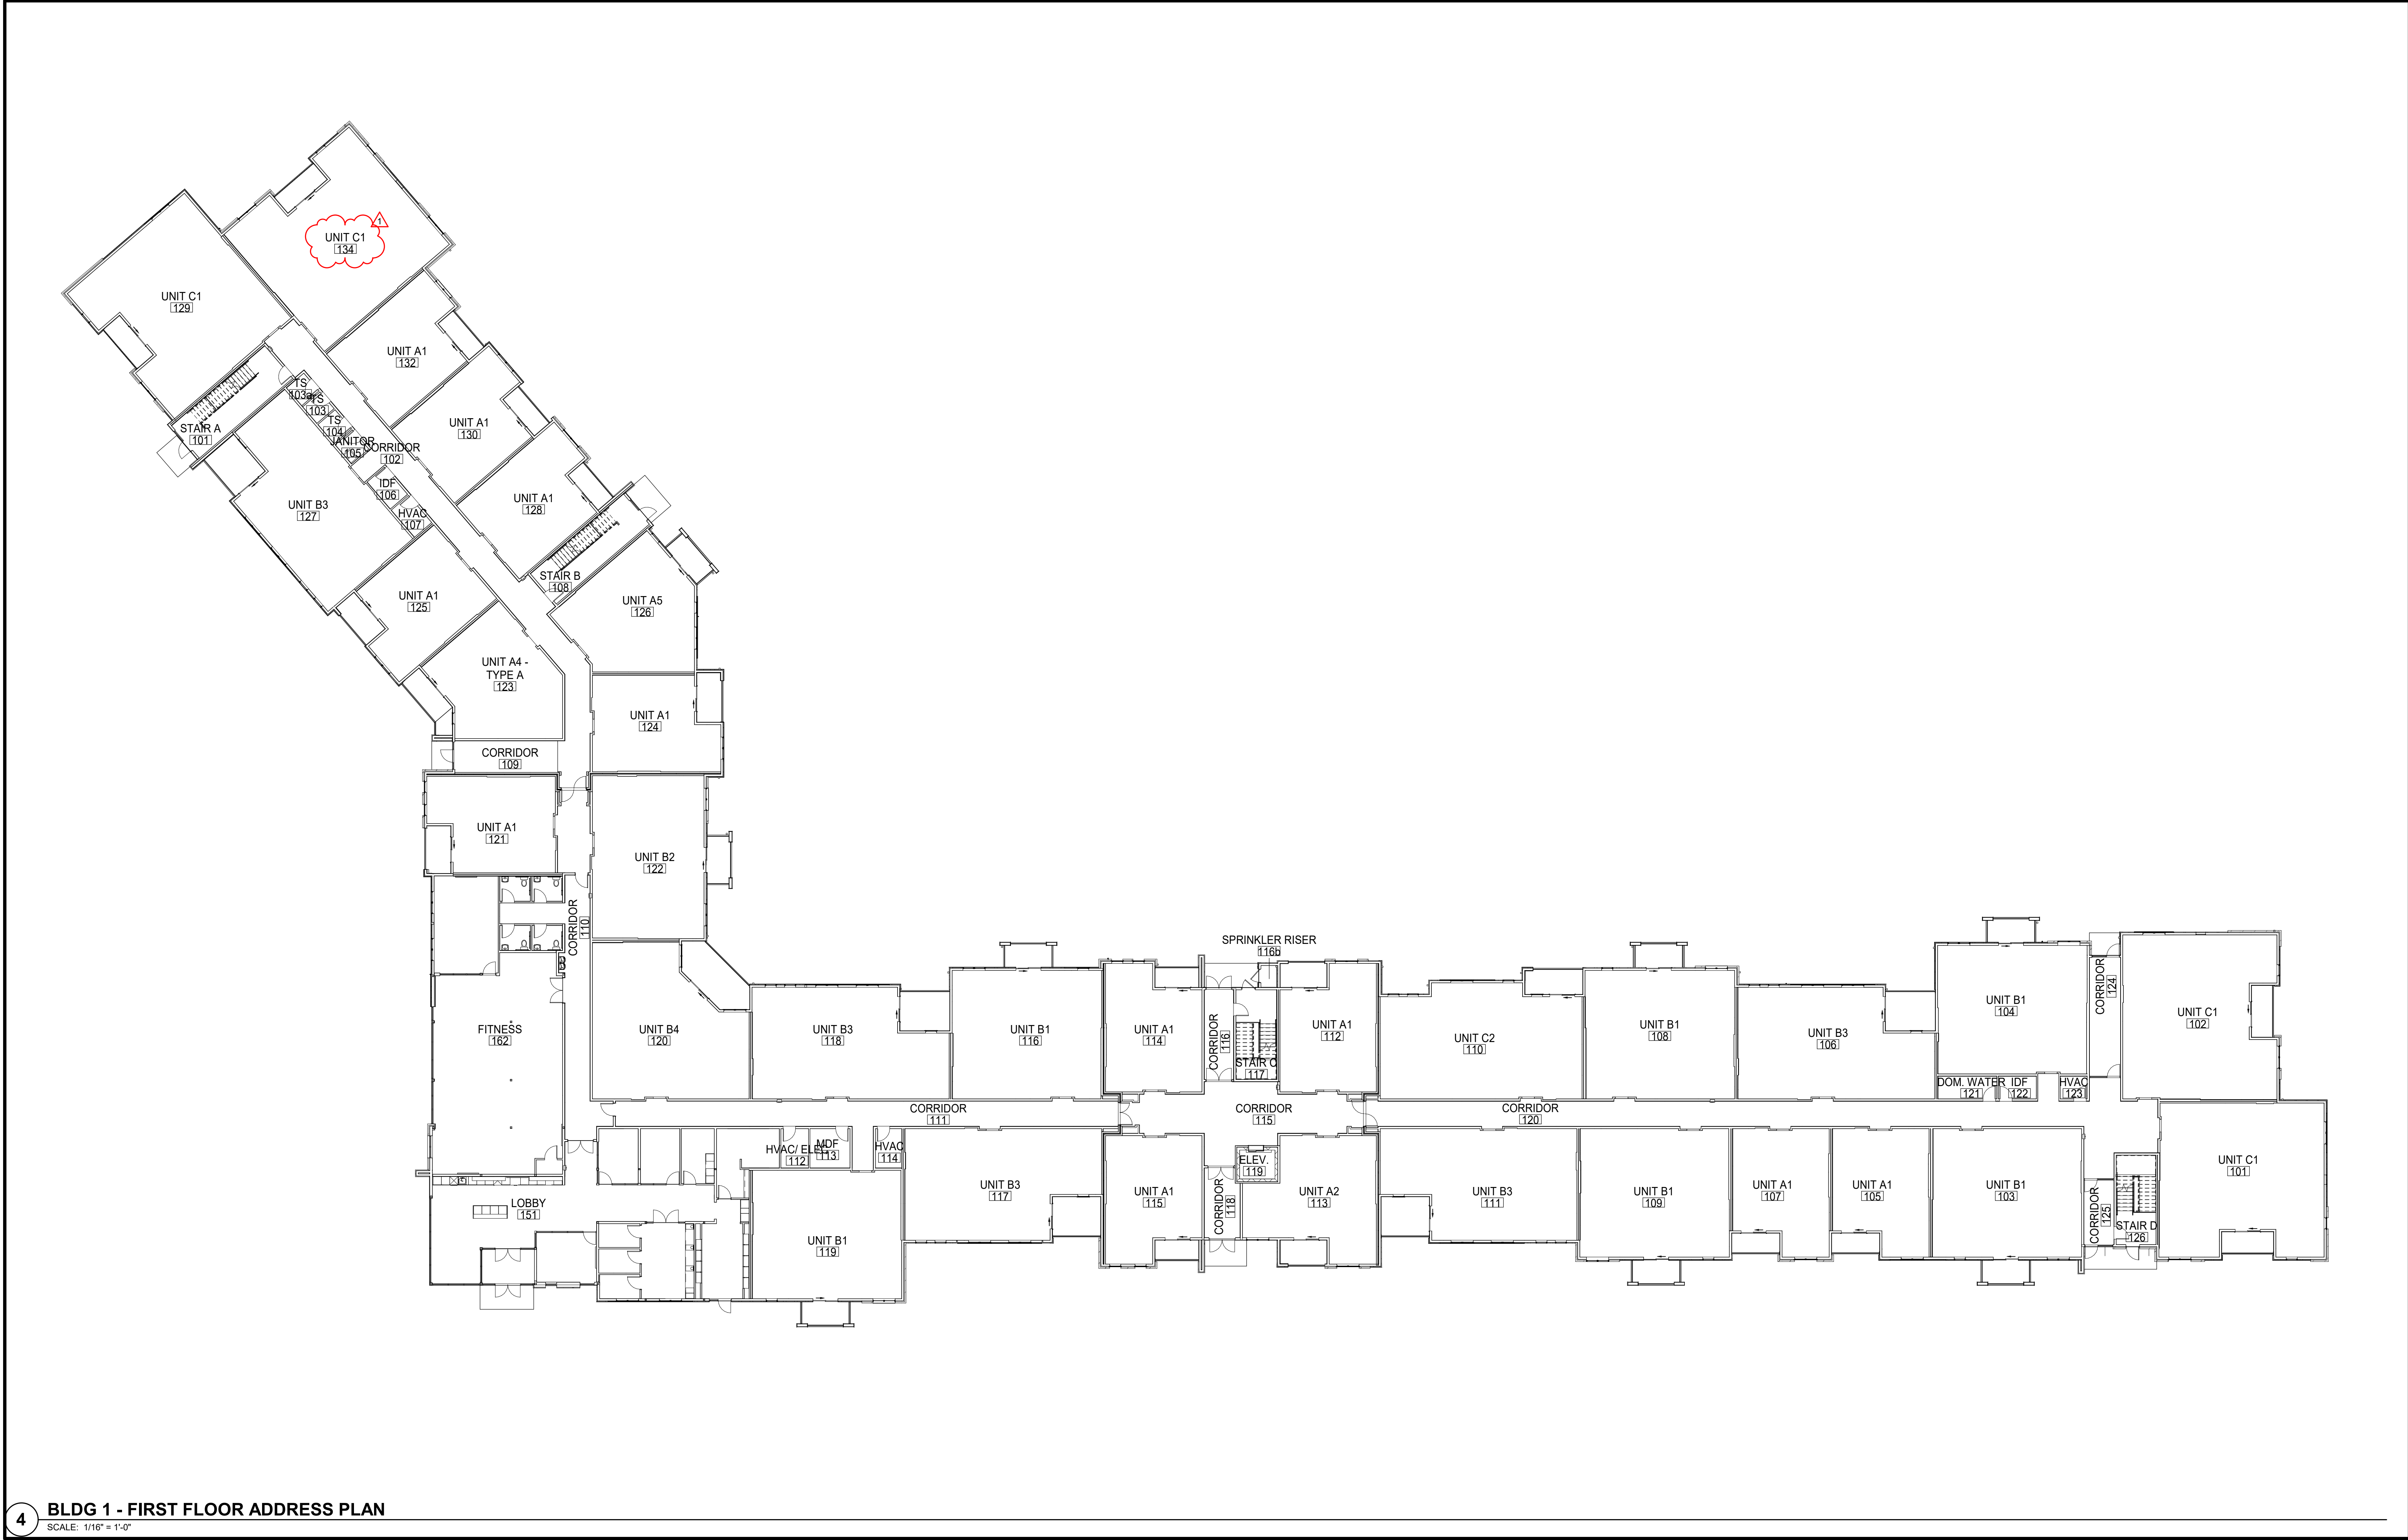 1
UNIT C1
134
UNIT C1
129
UNIT A1
132
TS
103a
TS
103
TS
104
JANITOR
105
CORRIDOR
102
UNIT A1
130
STAIR A
101
IDF
106
HVAC
107
UNIT A1
128
UNIT B3
127
STAIR B
108
UNIT A1
125
UNIT A5
126
UNIT A4 -
TYPE A
123
UNIT A1
124
CORRIDOR
109
UNIT A1
121
UNIT B2
122
CORRIDOR
110
FITNESS
162
UNIT B4
120
UNIT B3
118
UNIT B1
116
UNIT A1
114
CORRIDOR
116
SPRINKLER RISER
116b
STAIR C
117
UNIT A1
112
UNIT C2
110
UNIT B1
108
UNIT B3
106
UNIT B1
104
CORRIDOR
124
UNIT C1
102
DOM. WATER
121
IDF
122
HVAC
123
CORRIDOR
111
CORRIDOR
115
CORRIDOR
120
HVAC/ ELEC
112
MDF
113
HVAC
114
LOBBY
151
UNIT B1
119
UNIT B3
117
UNIT A1
115
CORRIDOR
118
ELEV.
119
UNIT A2
113
UNIT B3
111
UNIT B1
109
UNIT A1
107
UNIT A1
105
UNIT B1
103
CORRIDOR
125
STAIR D
126
UNIT C1
101
4
BLDG 1 - FIRST FLOOR ADDRESS PLAN
SCALE: 1/16" = 1'-0"